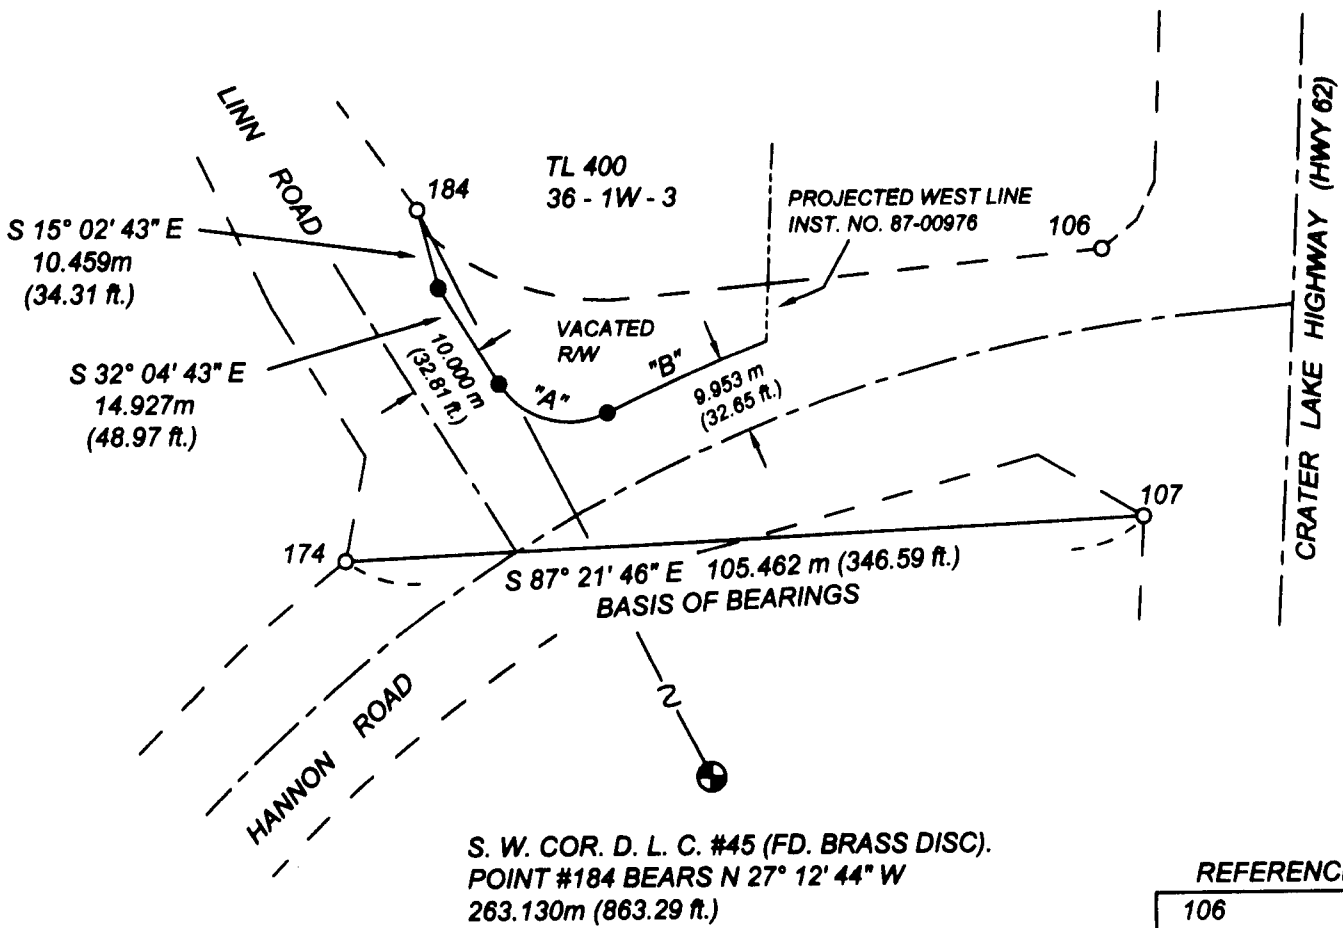 LINN ROAD
184
TL 400
36 - 1W - 3
PROJECTED WEST LINE
INST. NO. 87-00976
106
CRATER LAKE HIGHWAY (HWY 62)
S 15° 02' 43" E
10.459m
(34.31 ft.)
VACATED
R/W
S 32° 04' 43" E
14.927m
(48.97 ft.)
10.000 m
(32.81 ft.)
"A"
"B"
9.953 m
(32.65 ft.)
174
107
S 87° 21' 46" E 105.462 m (346.59 ft.)
BASIS OF BEARINGS
HANNON ROAD
S. W. COR. D. L. C. #45 (FD. BRASS DISC).
POINT #184 BEARS N 27° 12' 44" W
263.130m (863.29 ft.)
106